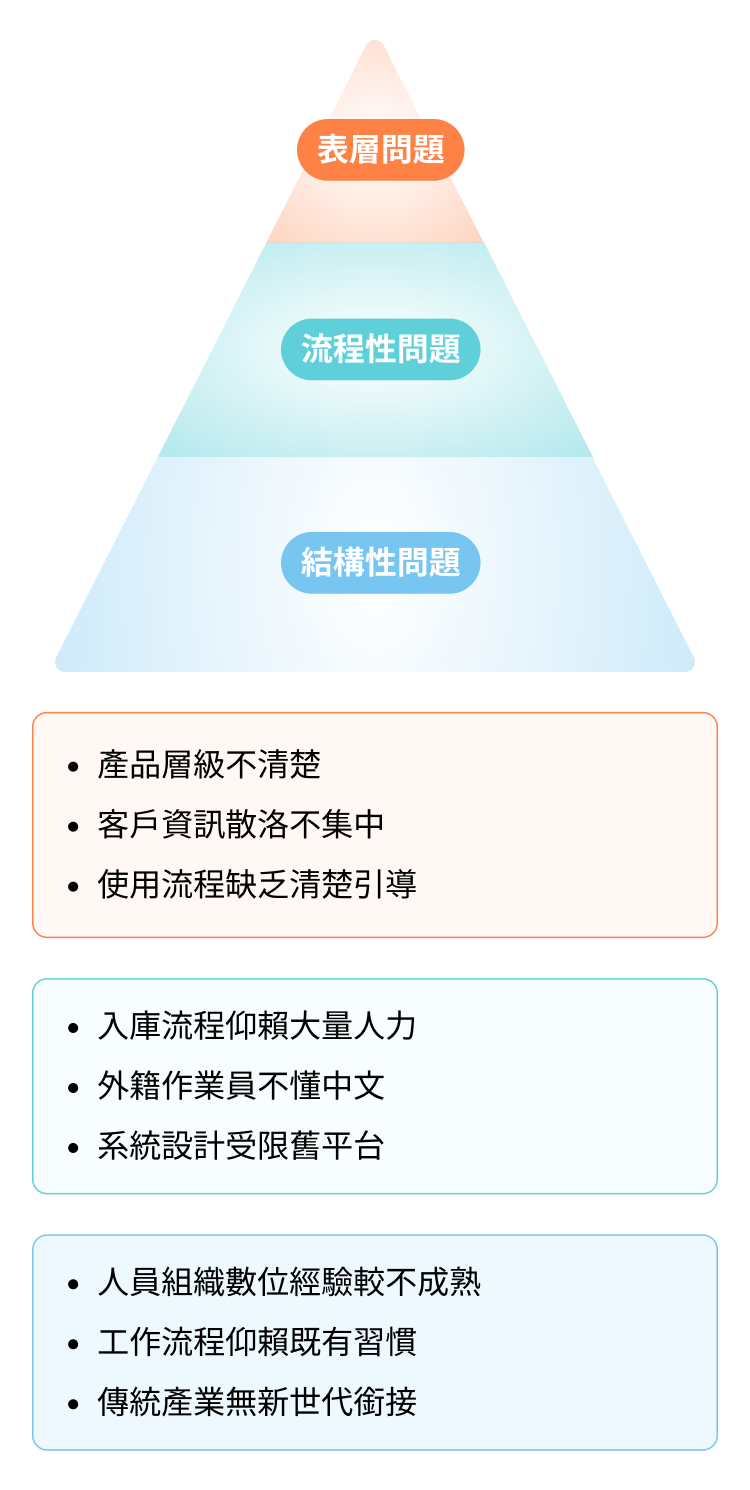 表層問題
流程性問題
結構性問題
• 產品層級不清楚
• 客戶資訊散洛不集中
• 使用流程缺乏清楚引導
• 入庫流程仰賴大量人力
• 外籍作業員不懂中文
• 系統設計受限舊平台
• 人員組織數位經驗較不成熟
• 工作流程仰賴既有習慣
• 傳統產業無新世代銜接